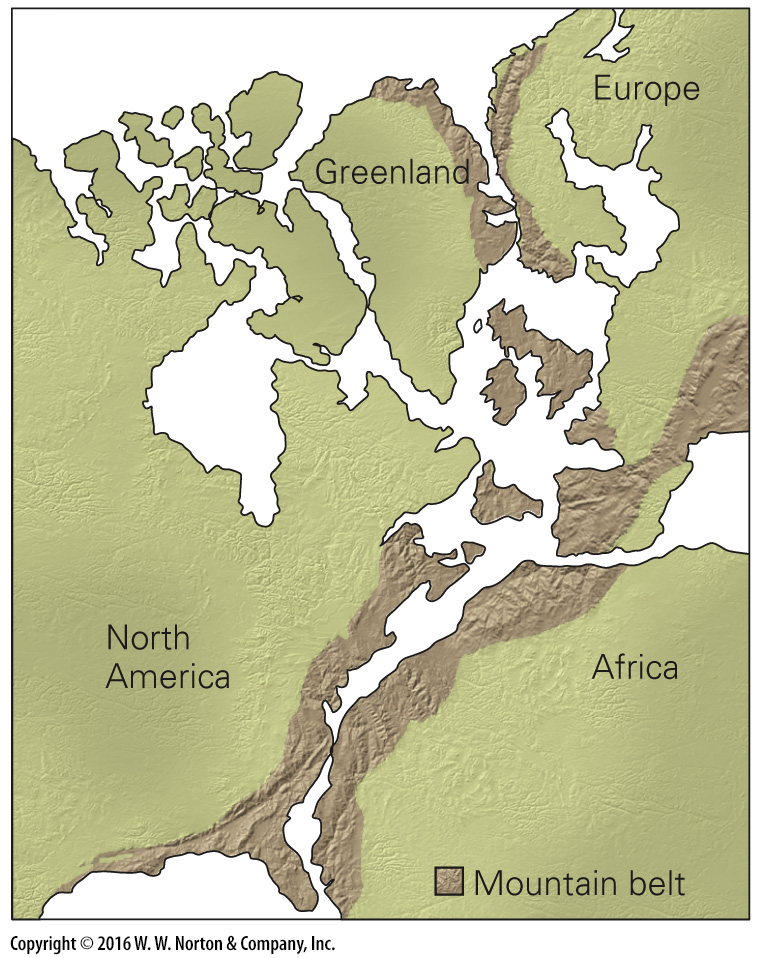 Europe
Greenland
North
America
Africa
Mountain belt
Copyright © 2016 W. W. Norton & Company, Inc.